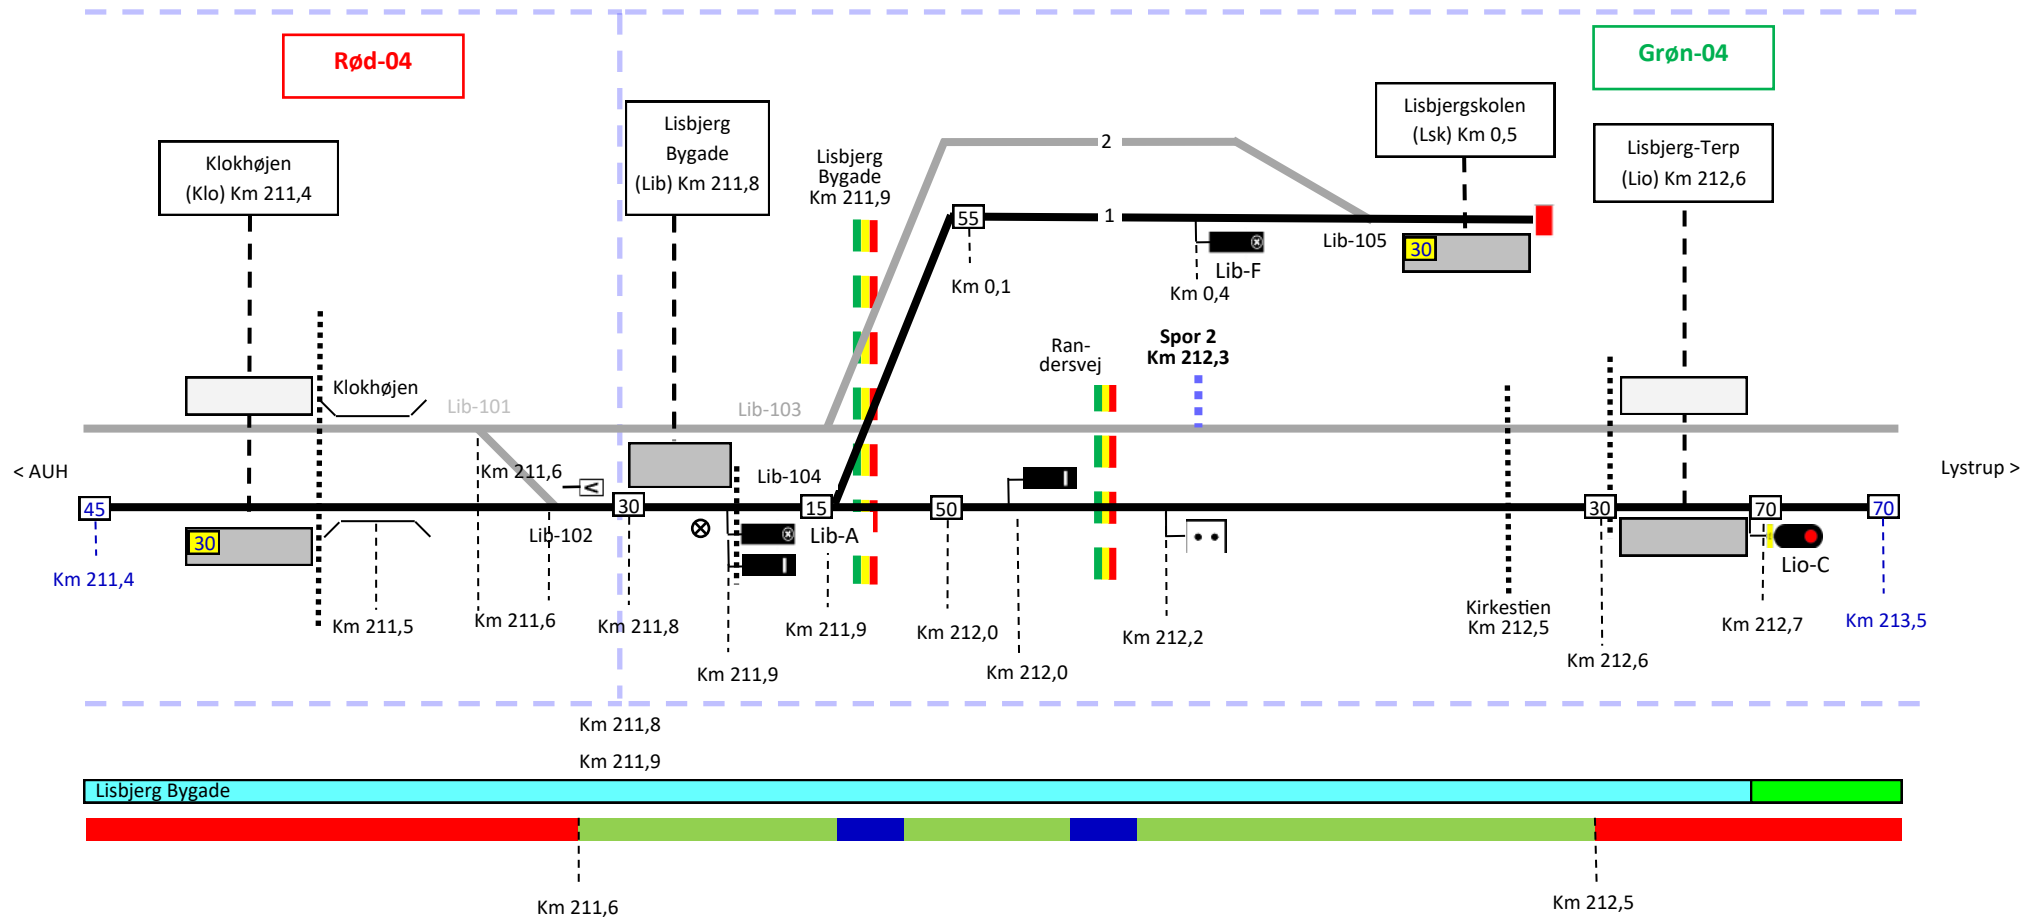 Rød-04
Grøn-04
Klokhøjen
(Klo) Km 211,4
Lisbjerg
Bygade
(Lib) Km 211,8
Lisbjerg
Bygade
Km 211,9
Lisbjergskolen
(Lsk) Km 0,5
Lisbjerg-Terp
(Lio) Km 212,6
2
1
55
Km 0,1
Lib-F
Km 0,4
Lib-105
30
Ran-
dersvej
Spor 2
Km 212,3
Klokhøjen
Lib-101
Lib-103
< AUH
Lystrup >
Km 211,6
Lib-104
45
30
15
50
30
70
70
30
Lib-102
Lib-A
Lio-C
Km 211,4
Km 211,5
Km 211,6
Km 211,8
Km 211,9
Km 211,9
Km 212,0
Km 212,0
Km 212,2
Kirkestien
Km 212,5
Km 212,6
Km 212,7
Km 213,5
Km 211,8
Km 211,9
Lisbjerg Bygade
Km 211,6
Km 212,5